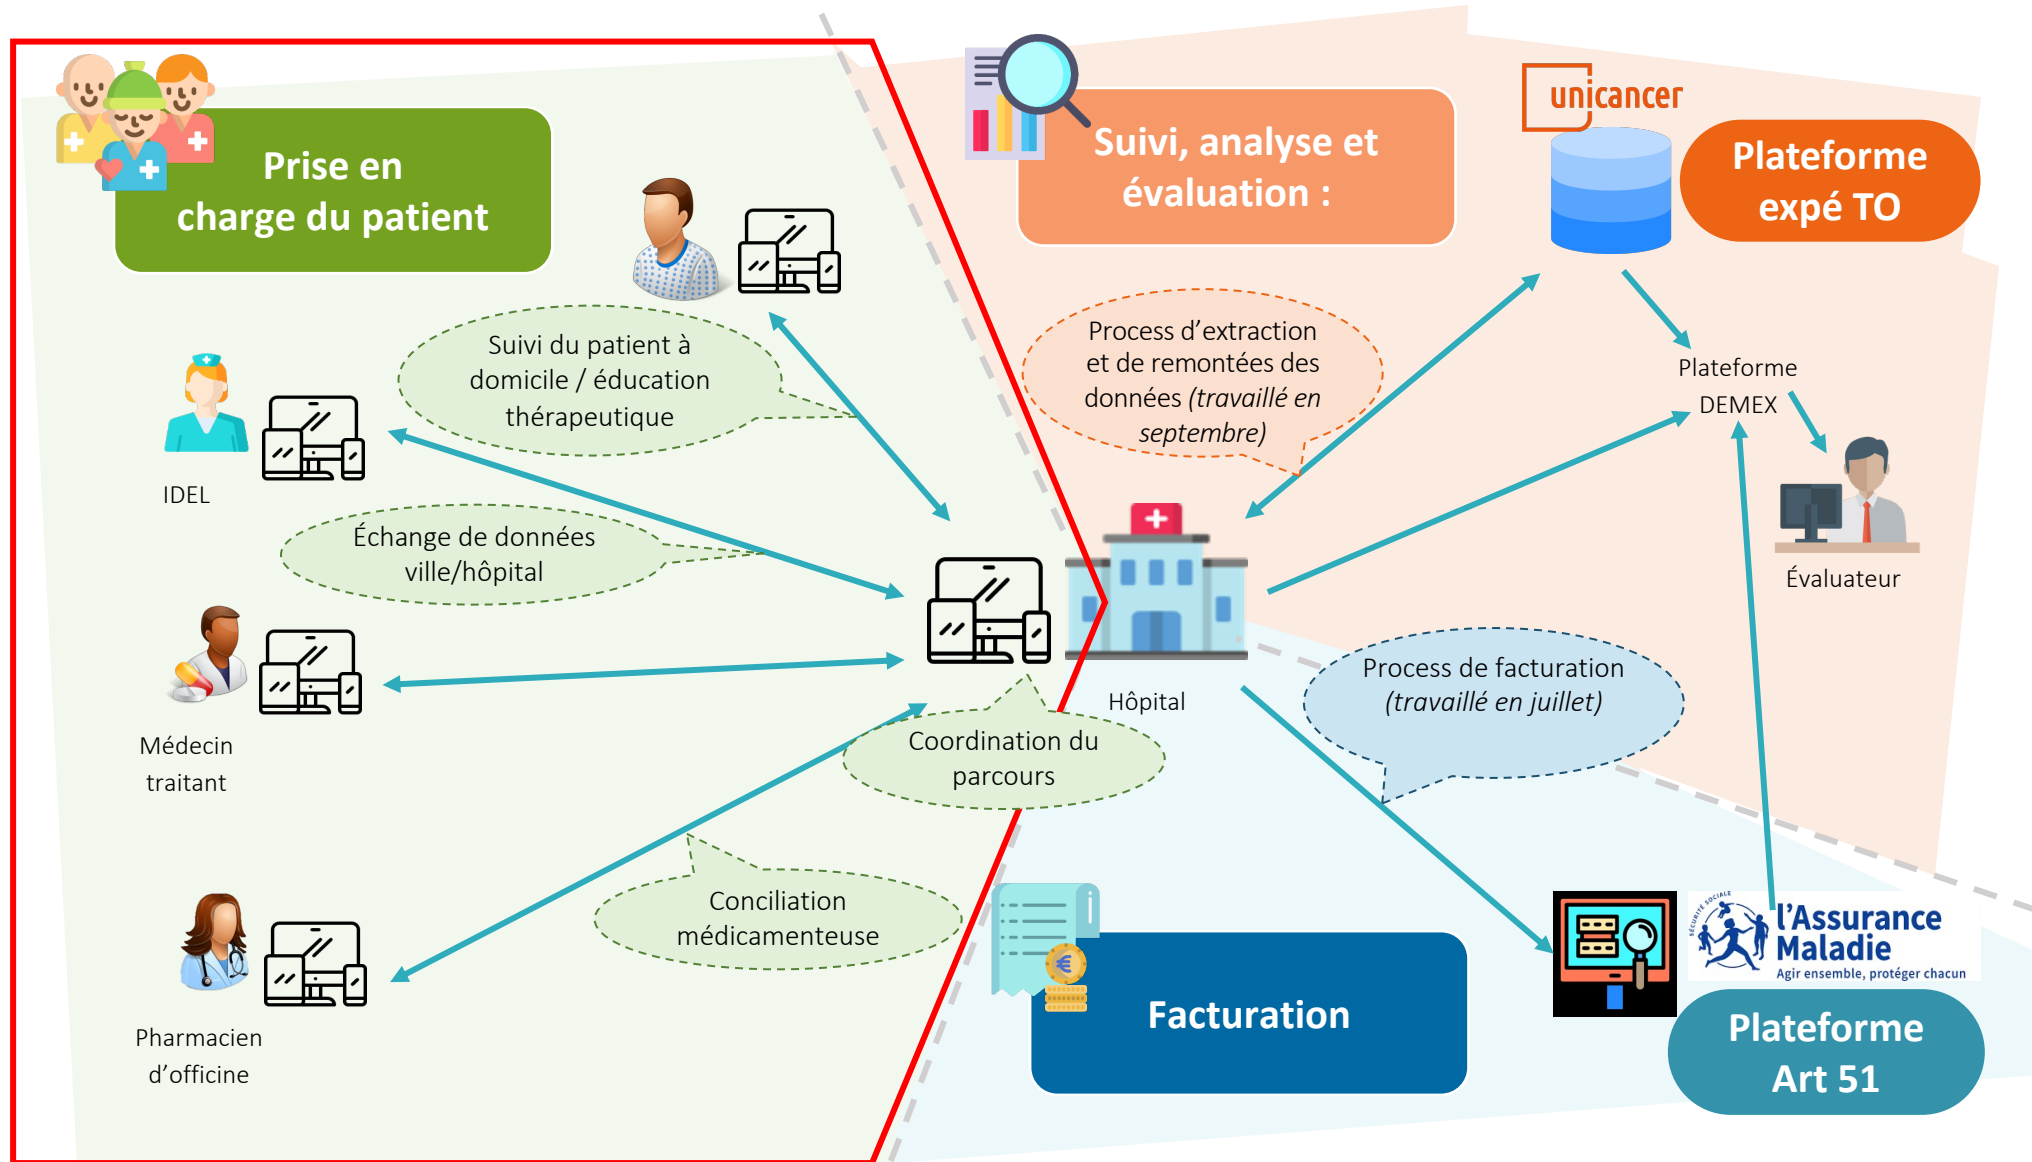 Prise en
charge du patient
Suivi, analyse et
évaluation :
unicancer
Plateforme
expé TO
Suivi du patient à
domicile / éducation
thérapeutique
Process d’extraction
et de remontées des
données (travaillé en
septembre)
Plateforme
DEMEX
IDEL
Échange de données
ville/hôpital
Évaluateur
Médecin
traitant
Hôpital
Process de facturation
(travaillé en juillet)
Coordination du
parcours
Conciliation
médicamenteuse
Pharmacien
d’officine
Facturation
SÉCURITÉ SOCIALE
l’Assurance
Maladie
Agir ensemble, protéger chacun
Plateforme
Art 51